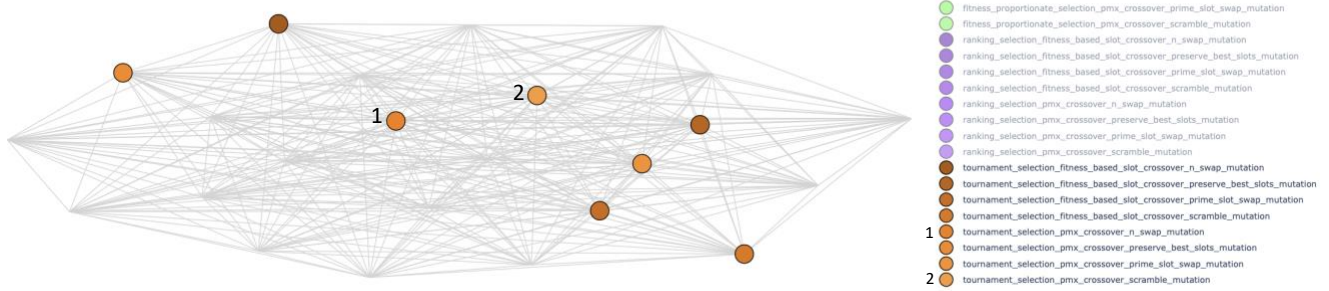 fitness_proportionate_selection_pmx_crossover_prime_slot_swap_mutation
fitness_proportionate_selection_pmx_crossover_scramble_mutation
ranking_selection_fitness_based_slot_crossover_n_swap_mutation
ranking_selection_fitness_based_slot_crossover_preserve_best_slots_mutation
ranking_selection_fitness_based_slot_crossover_prime_slot_swap_mutation
ranking_selection_fitness_based_slot_crossover_scramble_mutation
ranking_selection_pmx_crossover_n_swap_mutation
ranking_selection_pmx_crossover_preserve_best_slots_mutation
ranking_selection_pmx_crossover_prime_slot_swap_mutation
ranking_selection_pmx_crossover_scramble_mutation
tournament_selection_fitness_based_slot_crossover_n_swap_mutation
tournament_selection_fitness_based_slot_crossover_preserve_best_slots_mutation
tournament_selection_fitness_based_slot_crossover_prime_slot_swap_mutation
tournament_selection_fitness_based_slot_crossover_scramble_mutation
1 tournament_selection_pmx_crossover_n_swap_mutation
tournament_selection_pmx_crossover_preserve_best_slots_mutation
tournament_selection_pmx_crossover_prime_slot_swap_mutation
2 tournament_selection_pmx_crossover_scramble_mutation
2
1